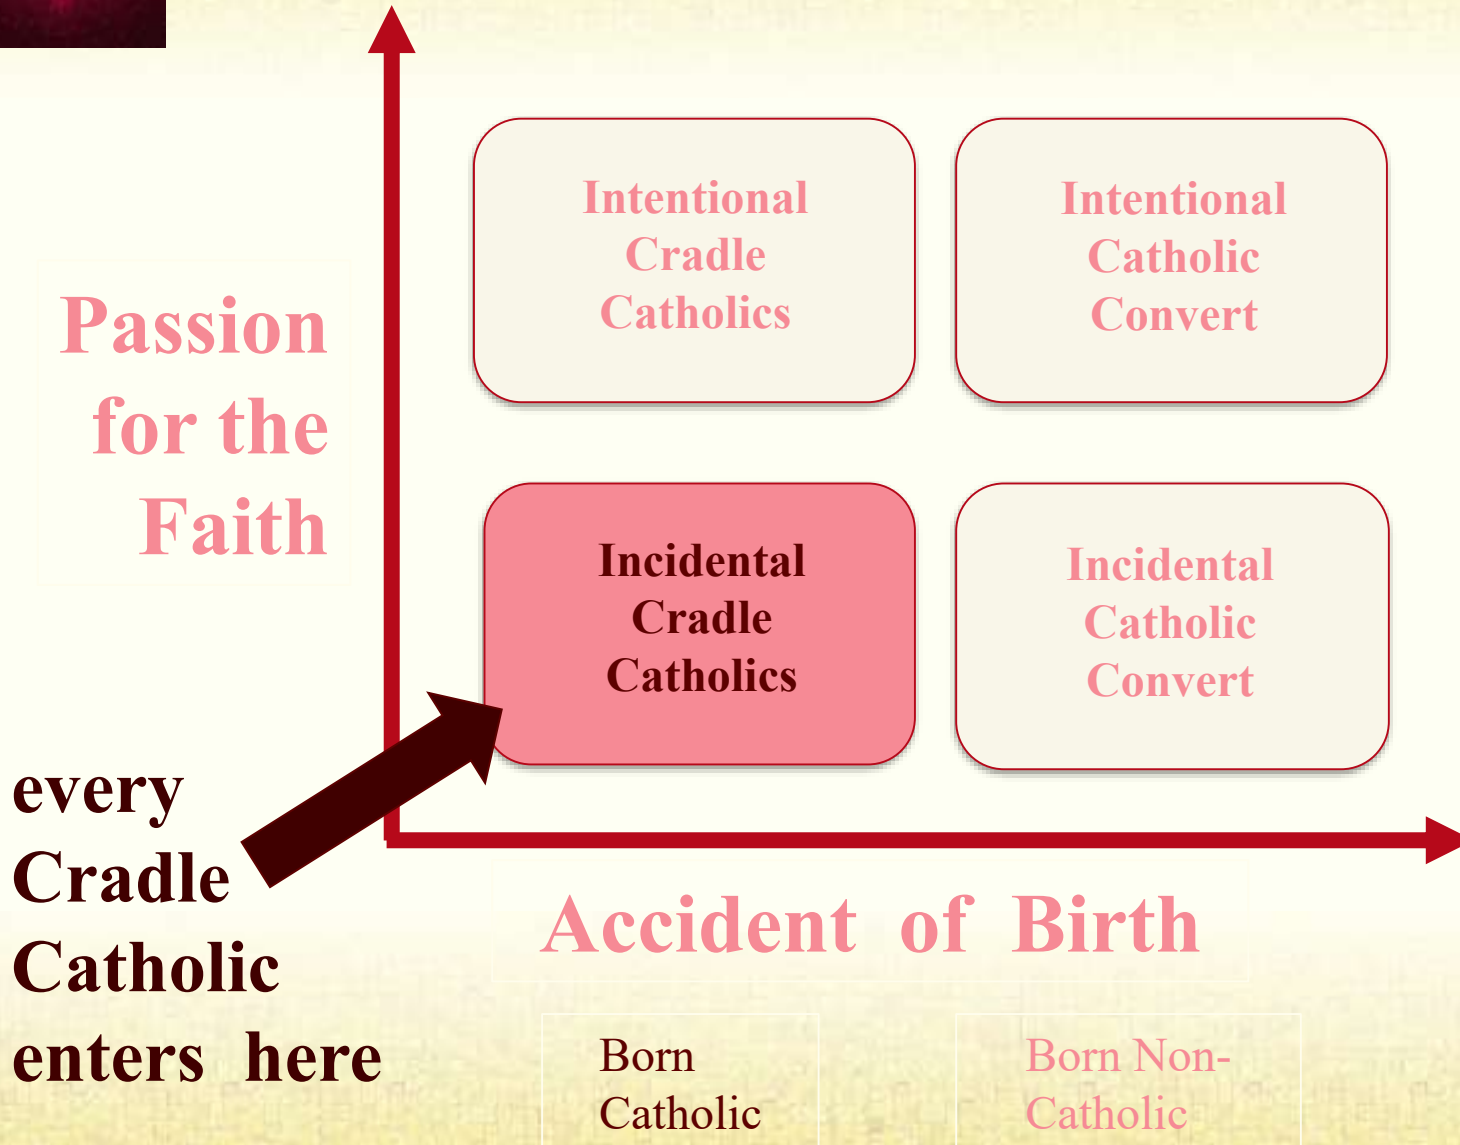 Intentional
Cradle
Catholics
Intentional
Catholic
Convert
Passion
for the
Faith
Incidental
Cradle
Catholics
Incidental
Catholic
Convert
every
Cradle
Catholic
enters here
Accident of Birth
Born
Catholic
Born Non-
Catholic